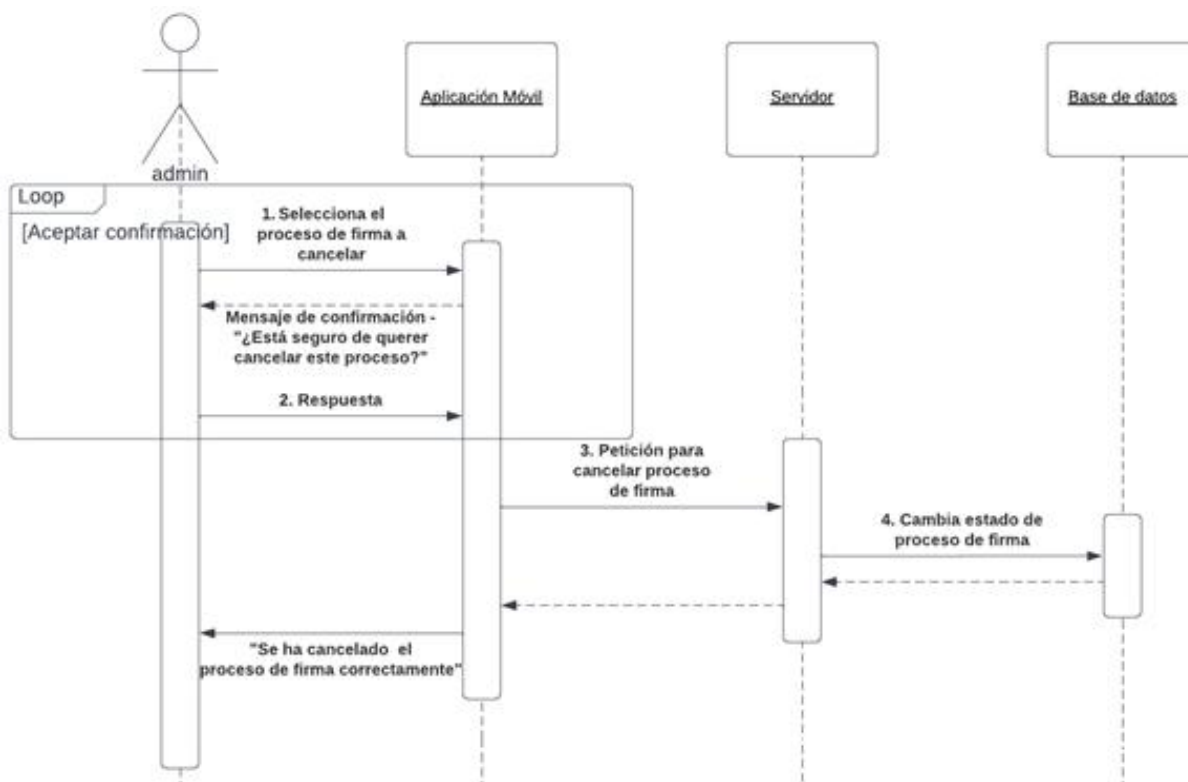 Aplicación Móvil
Servidor
Base de datos
admin
Loop
[Aceptar confirmación]
1. Selecciona el
proceso de firma a
cancelar
Mensaje de confirmación -
"¿Está seguro de querer
cancelar este proceso?"
2. Respuesta
3. Petición para
cancelar proceso
de firma
4. Cambia estado de
proceso de firma
"Se ha cancelado el
proceso de firma correctamente"